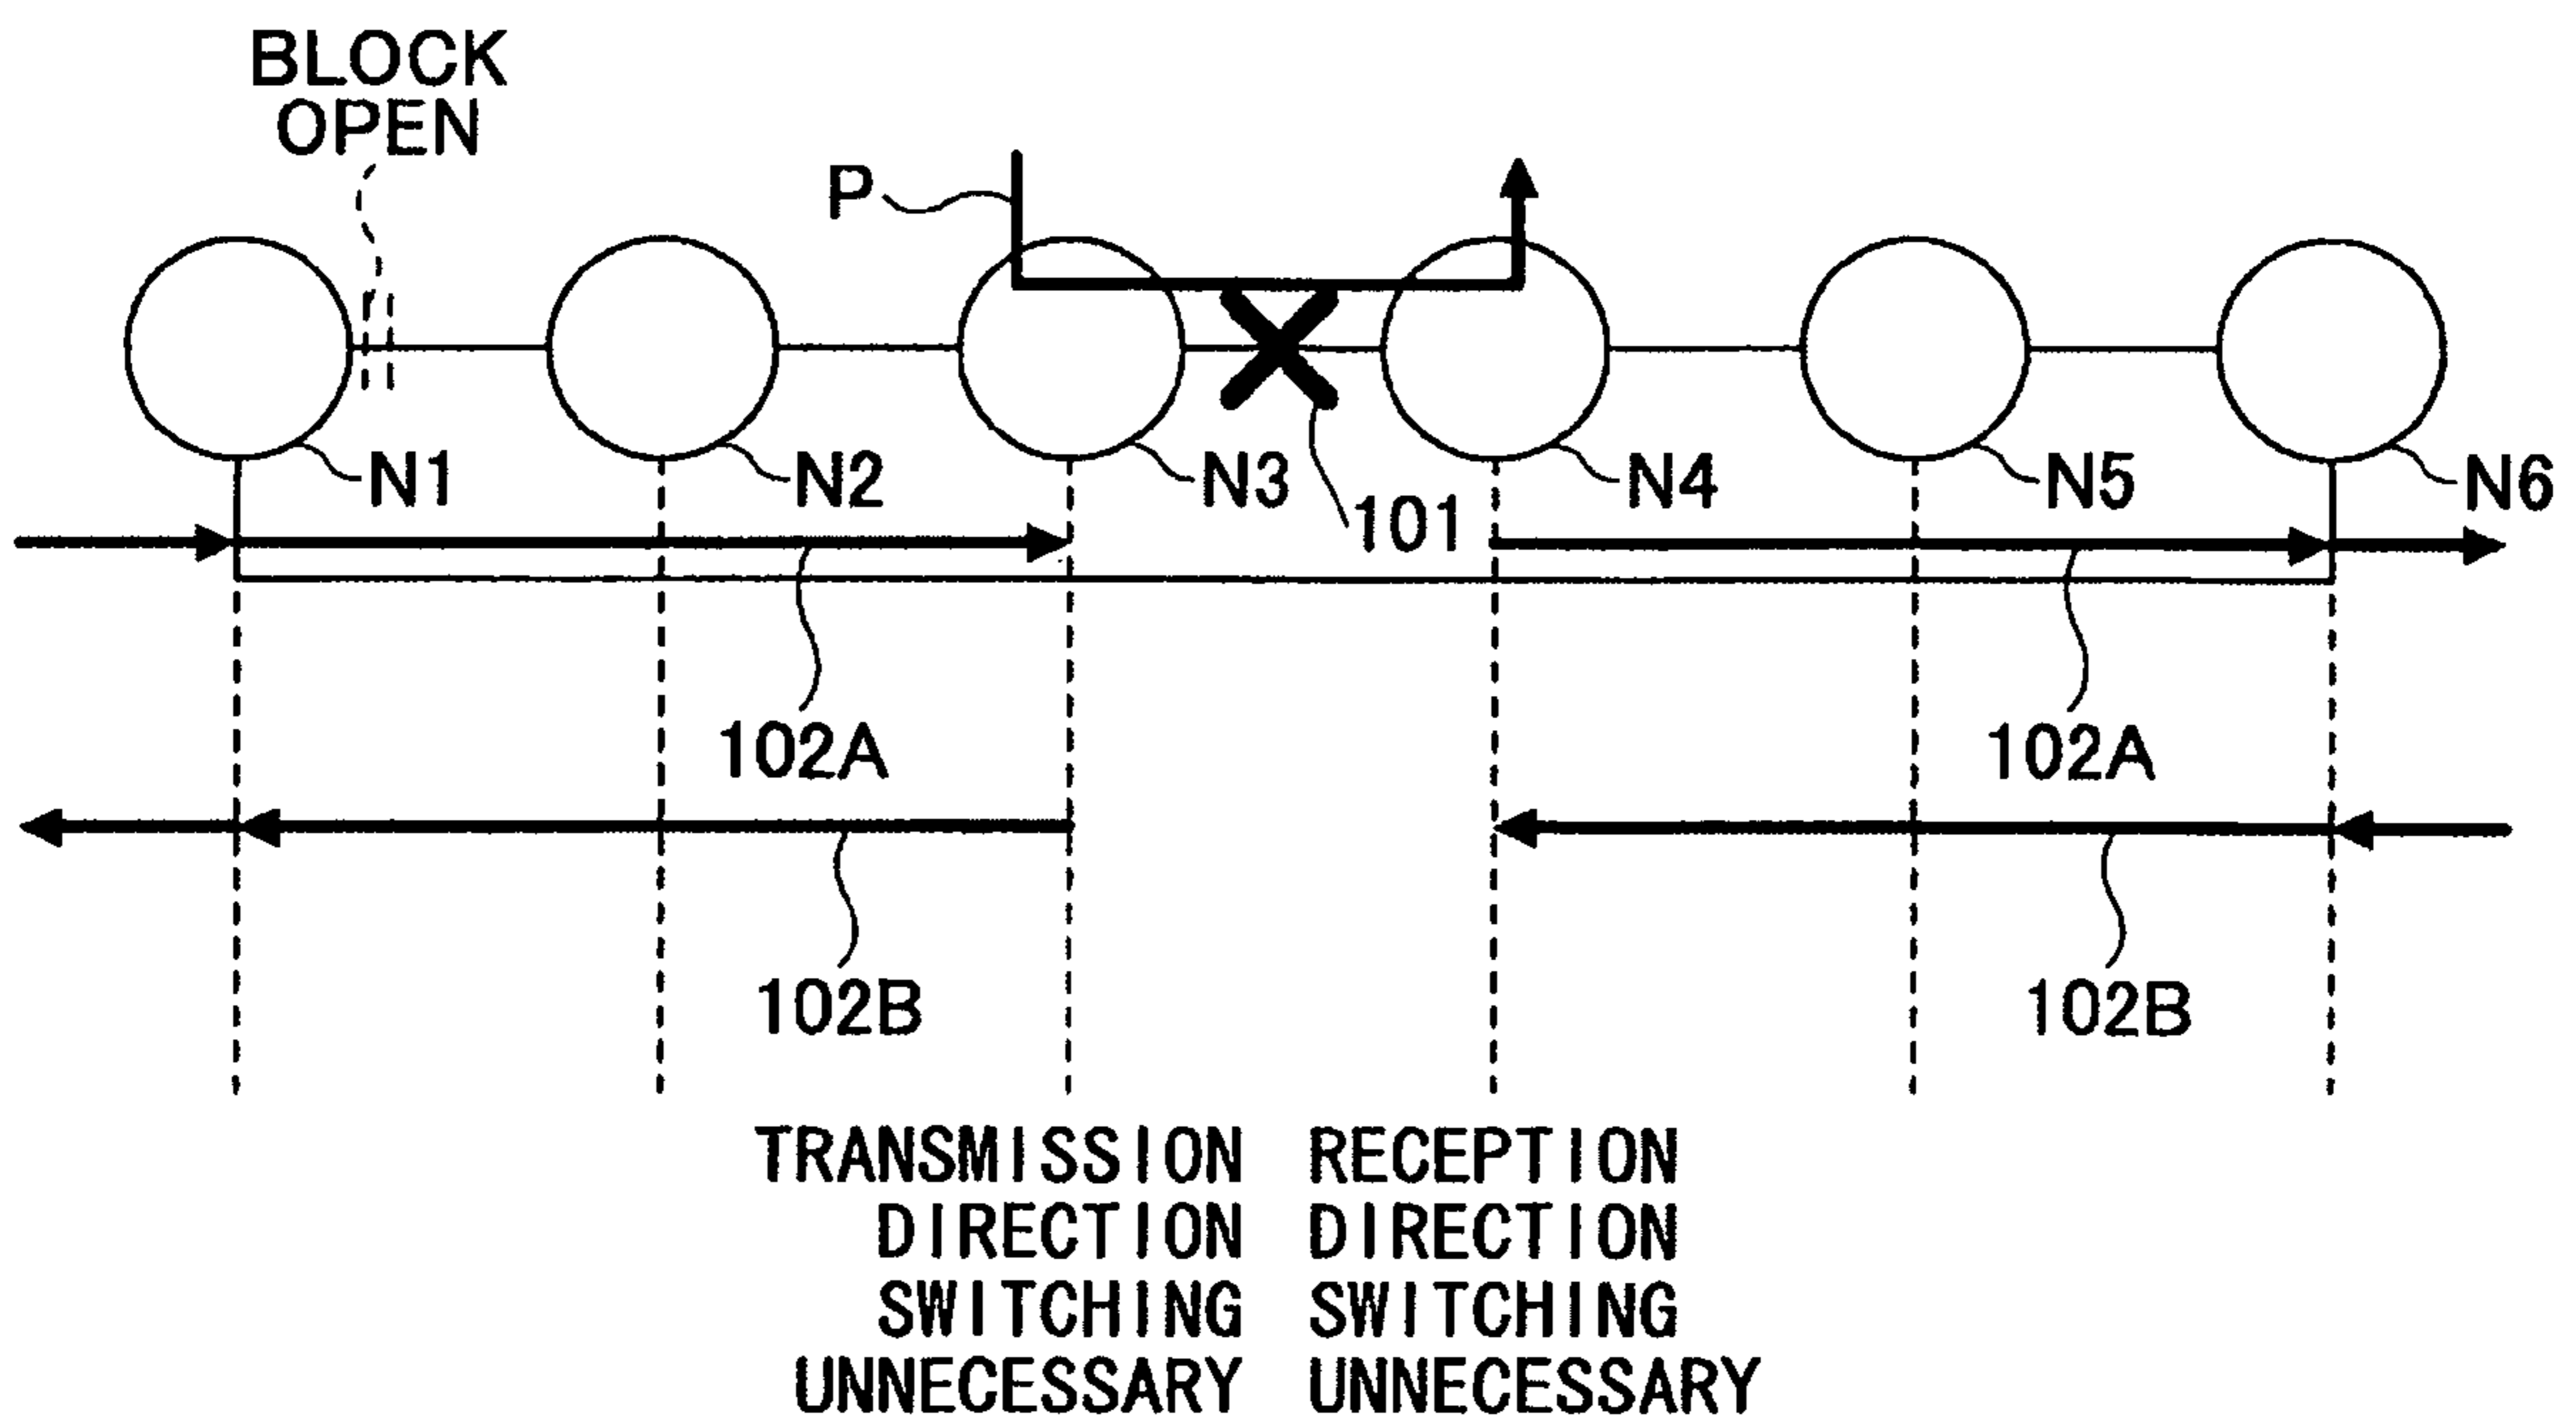 BLOCK
OPEN
P
N1
N2
N3
N4
N5
N6
101
102A
102A
102B
102B
TRANSMISSION
DIRECTION
SWITCHING
UNNECESSARY
RECEPTION
DIRECTION
SWITCHING
UNNECESSARY